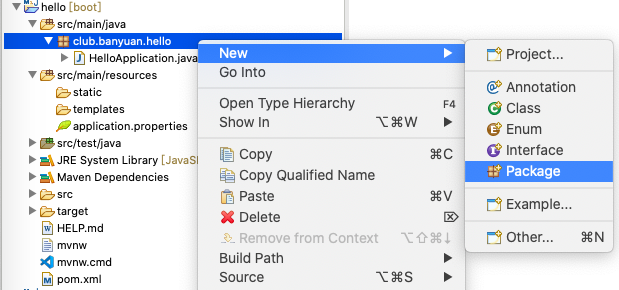 hello [boot]
src/main/java
club.banyuan.hello
HelloApplication.java
src/main/resources
static
templates
application.properties
src/test/java
JRE System Library [JavaS
Maven Dependencies
src
target
HELP.md
mvnw
mvnw.cmd
pom.xml
New
Go Into
Open Type Hierarchy F4
Show In ⌥⌘W
Copy ⌘C
Copy Qualified Name
Paste ⌘V
Delete ⌦
Remove from Context ⌥⇧⌘↓
Build Path
Source ⌥⌘S
Project...
Annotation
Class
Enum
Interface
Package
Example...
Other... ⌘N